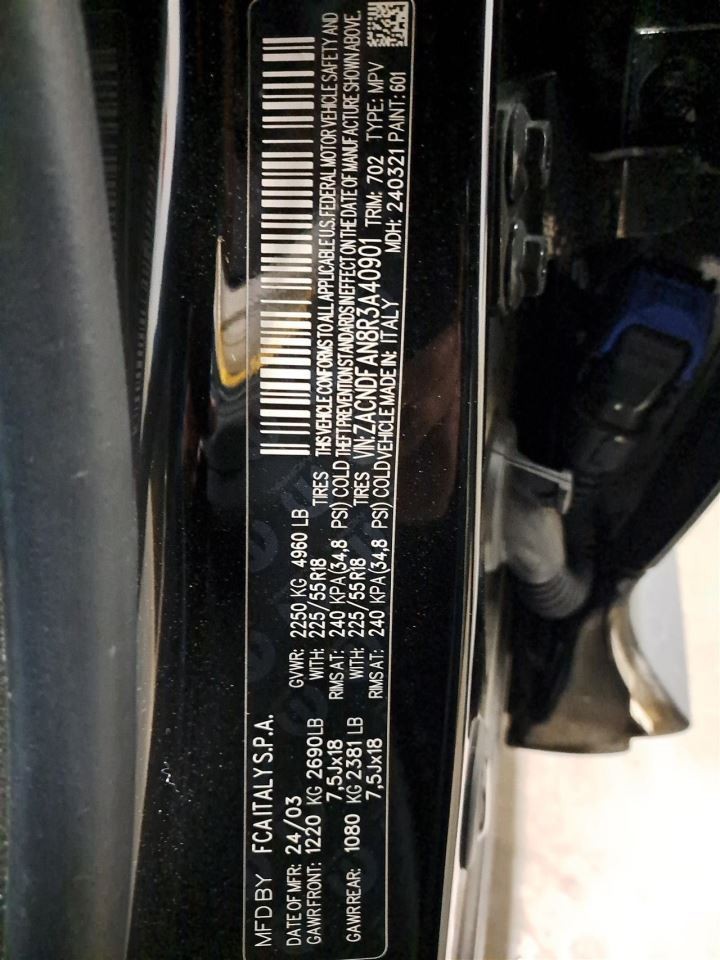 MFD BY FCA ITALY S.P.A.
DATE OF MFR: 24/03 GVWR: 2250 KG 4960 LB
GAWR FRONT: 1220 KG 2690LB WITH: 225/55R18 TIRES
7,5Jx18 RIMS AT: 240 KPA(34,8 PSI) COLD
GAWR REAR: 1080 KG 2381 LB WITH: 225/55R18 TIRES
7,5Jx18 RIMS AT: 240 KPA(34,8 PSI) COLD
THIS VEHICLE CONFORMS TO ALL APPLICABLE U.S. FEDERAL MOTOR VEHICLE SAFETY AND
THEFT PREVENTION STANDARDS IN EFFECT ON THE DATE OF MANUFACTURE SHOWN ABOVE.
VIN: ZACNDFAN8R3A40901 TRIM: 702 TYPE: MPV
VEHICLE MADE IN: ITALY MDH: 240321 PAINT: 601